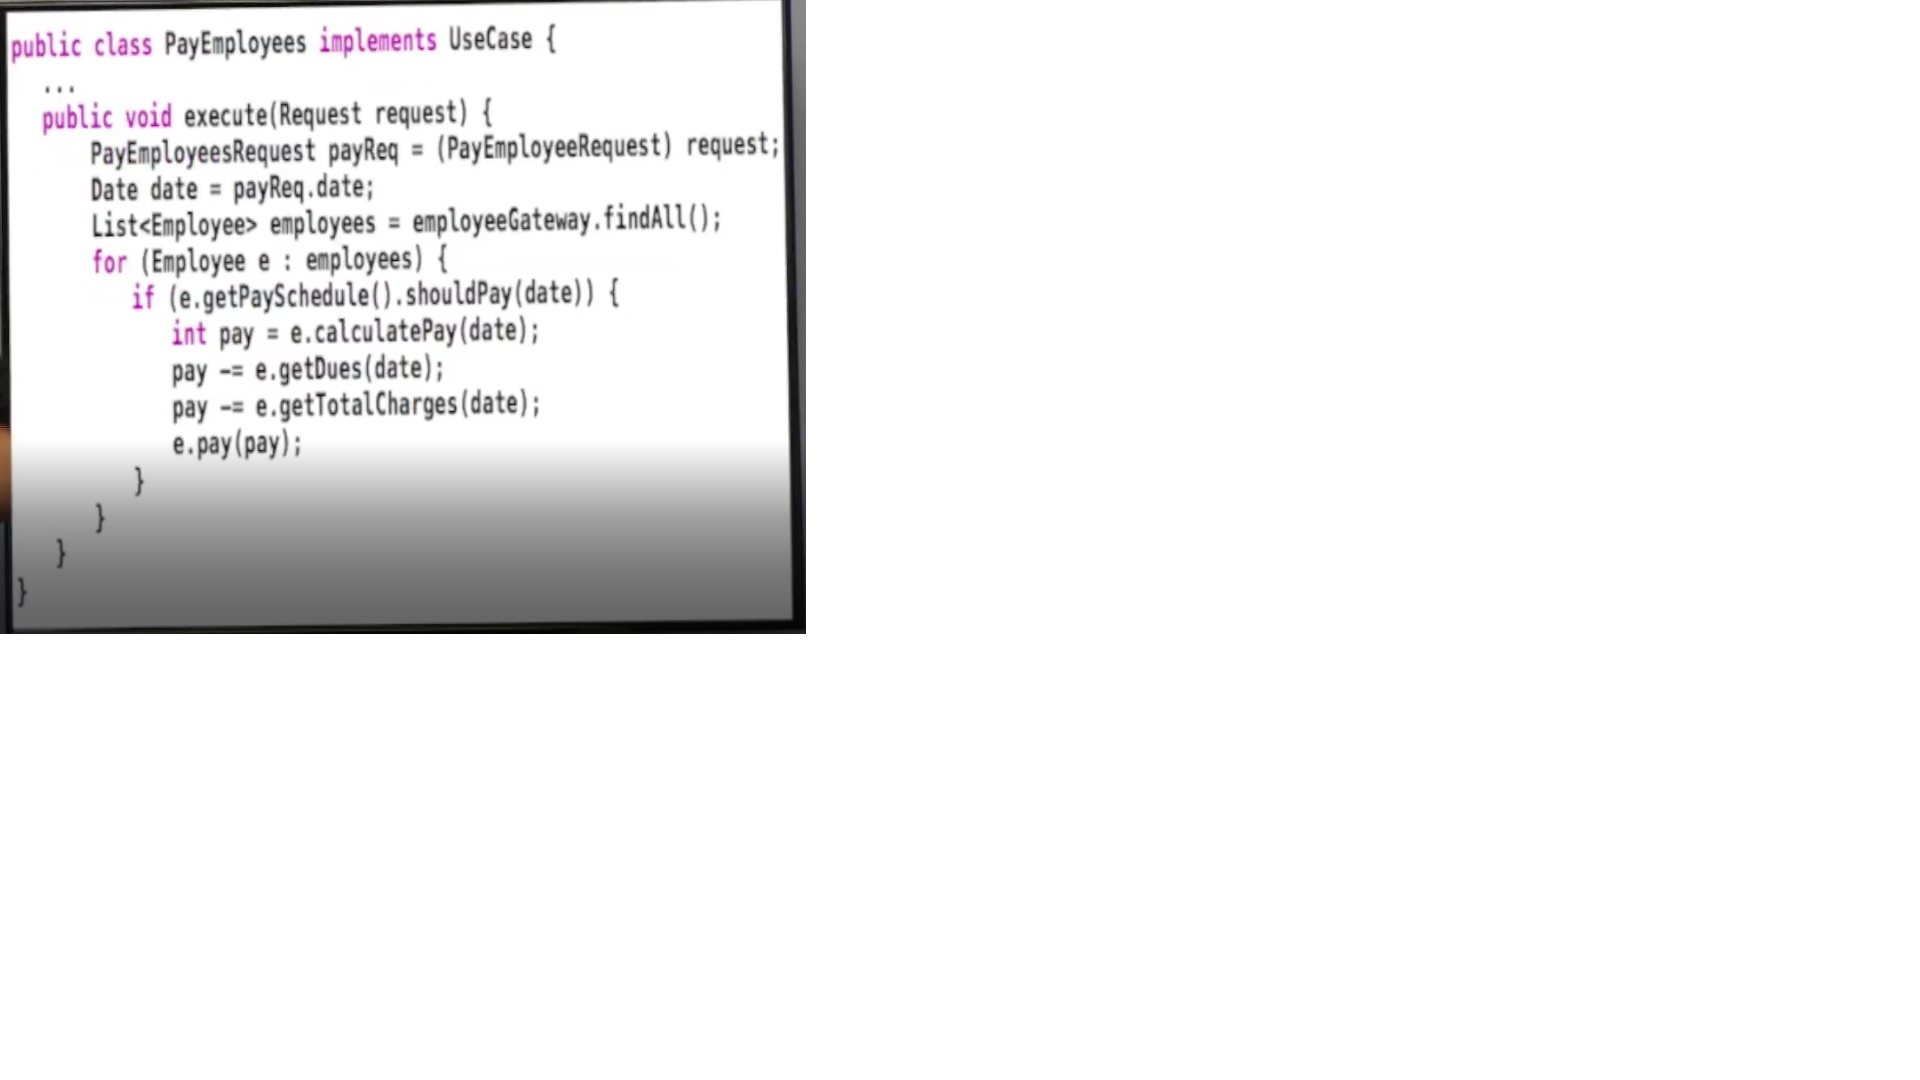 public class PayEmployees implements UseCase {
...
public void execute(Request request) {
PayEmployeesRequest payReq = (PayEmployeeRequest) request;
Date date = payReq.date;
List<Employee> employees = employeeGateway.findAll();
for (Employee e : employees) {
if (e.getPaySchedule().shouldPay(date)) {
int pay = e.calculatePay(date);
pay -= e.getDues(date);
pay -= e.getTotalCharges(date);
e.pay(pay);
}
}
}
}